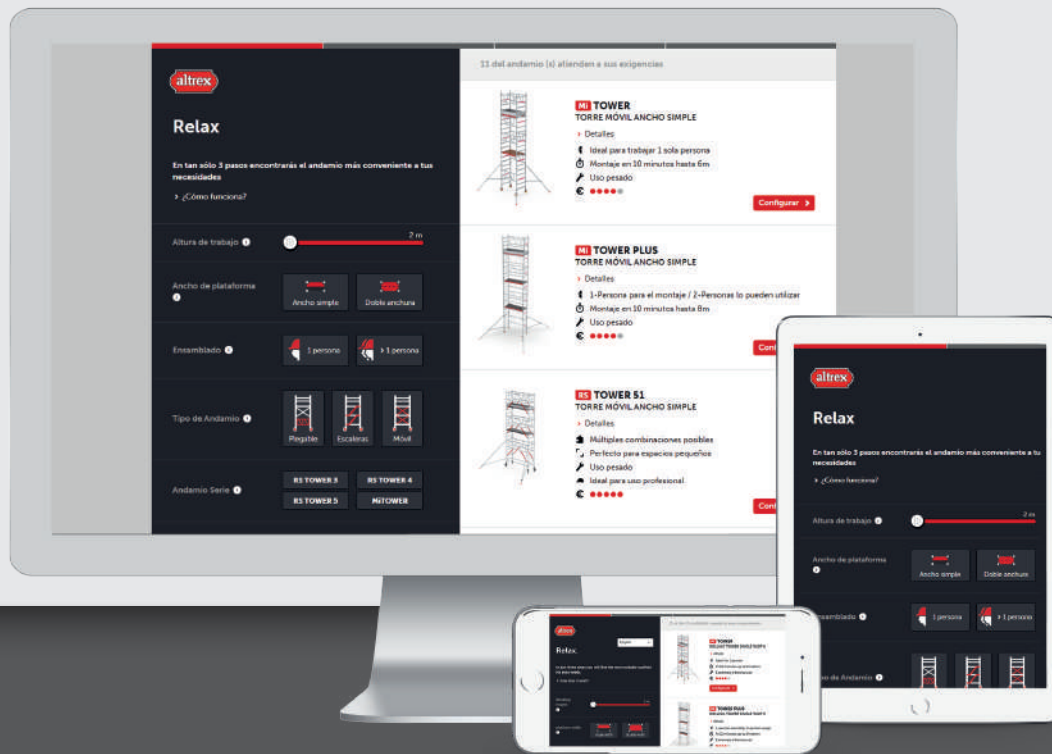 altrex
Relax
En tan sólo 3 pasos encontrarás el andamio más conveniente a tus
necesidades
> ¿Cómo funciona?
Altura de trabajo
2 m
Ancho de plataforma
Ancho simple
Doble anchura
Ensamblado
1 persona
> 1 persona
Tipo de Andamio
Plegable
Escaleras
Móvil
Andamio Serie
RS TOWER 3
RS TOWER 4
RS TOWER 5
MiTOWER
11 del andamio (s) atienden a sus exigencias
Mi TOWER
TORRE MÓVIL ANCHO SIMPLE
> Detalles
Ideal para trabajar 1 sola persona
Montaje en 10 minutos hasta 6m
Uso pesado
€
Configurar >
Mi TOWER PLUS
TORRE MÓVIL ANCHO SIMPLE
> Detalles
1-Persona para el montaje / 2-Personas lo pueden utilizar
Montaje en 10 minutos hasta 8m
Uso pesado
€
RS TOWER 51
TORRE MÓVIL ANCHO SIMPLE
> Detalles
Múltiples combinaciones posibles
Perfecto para espacios pequeños
Uso pesado
Ideal para uso profesional
€
altrex
Relax
En tan sólo 3 pasos encontrarás el andamio más conveniente a tu
necesidades
> ¿Cómo funciona?
Altura de trabajo
2 m
Ancho de plataforma
Ancho simple
Doble anchura
1 persona
> 1 persona
altrex
Relax
Mi TOWER
Mi TOWER PLUS